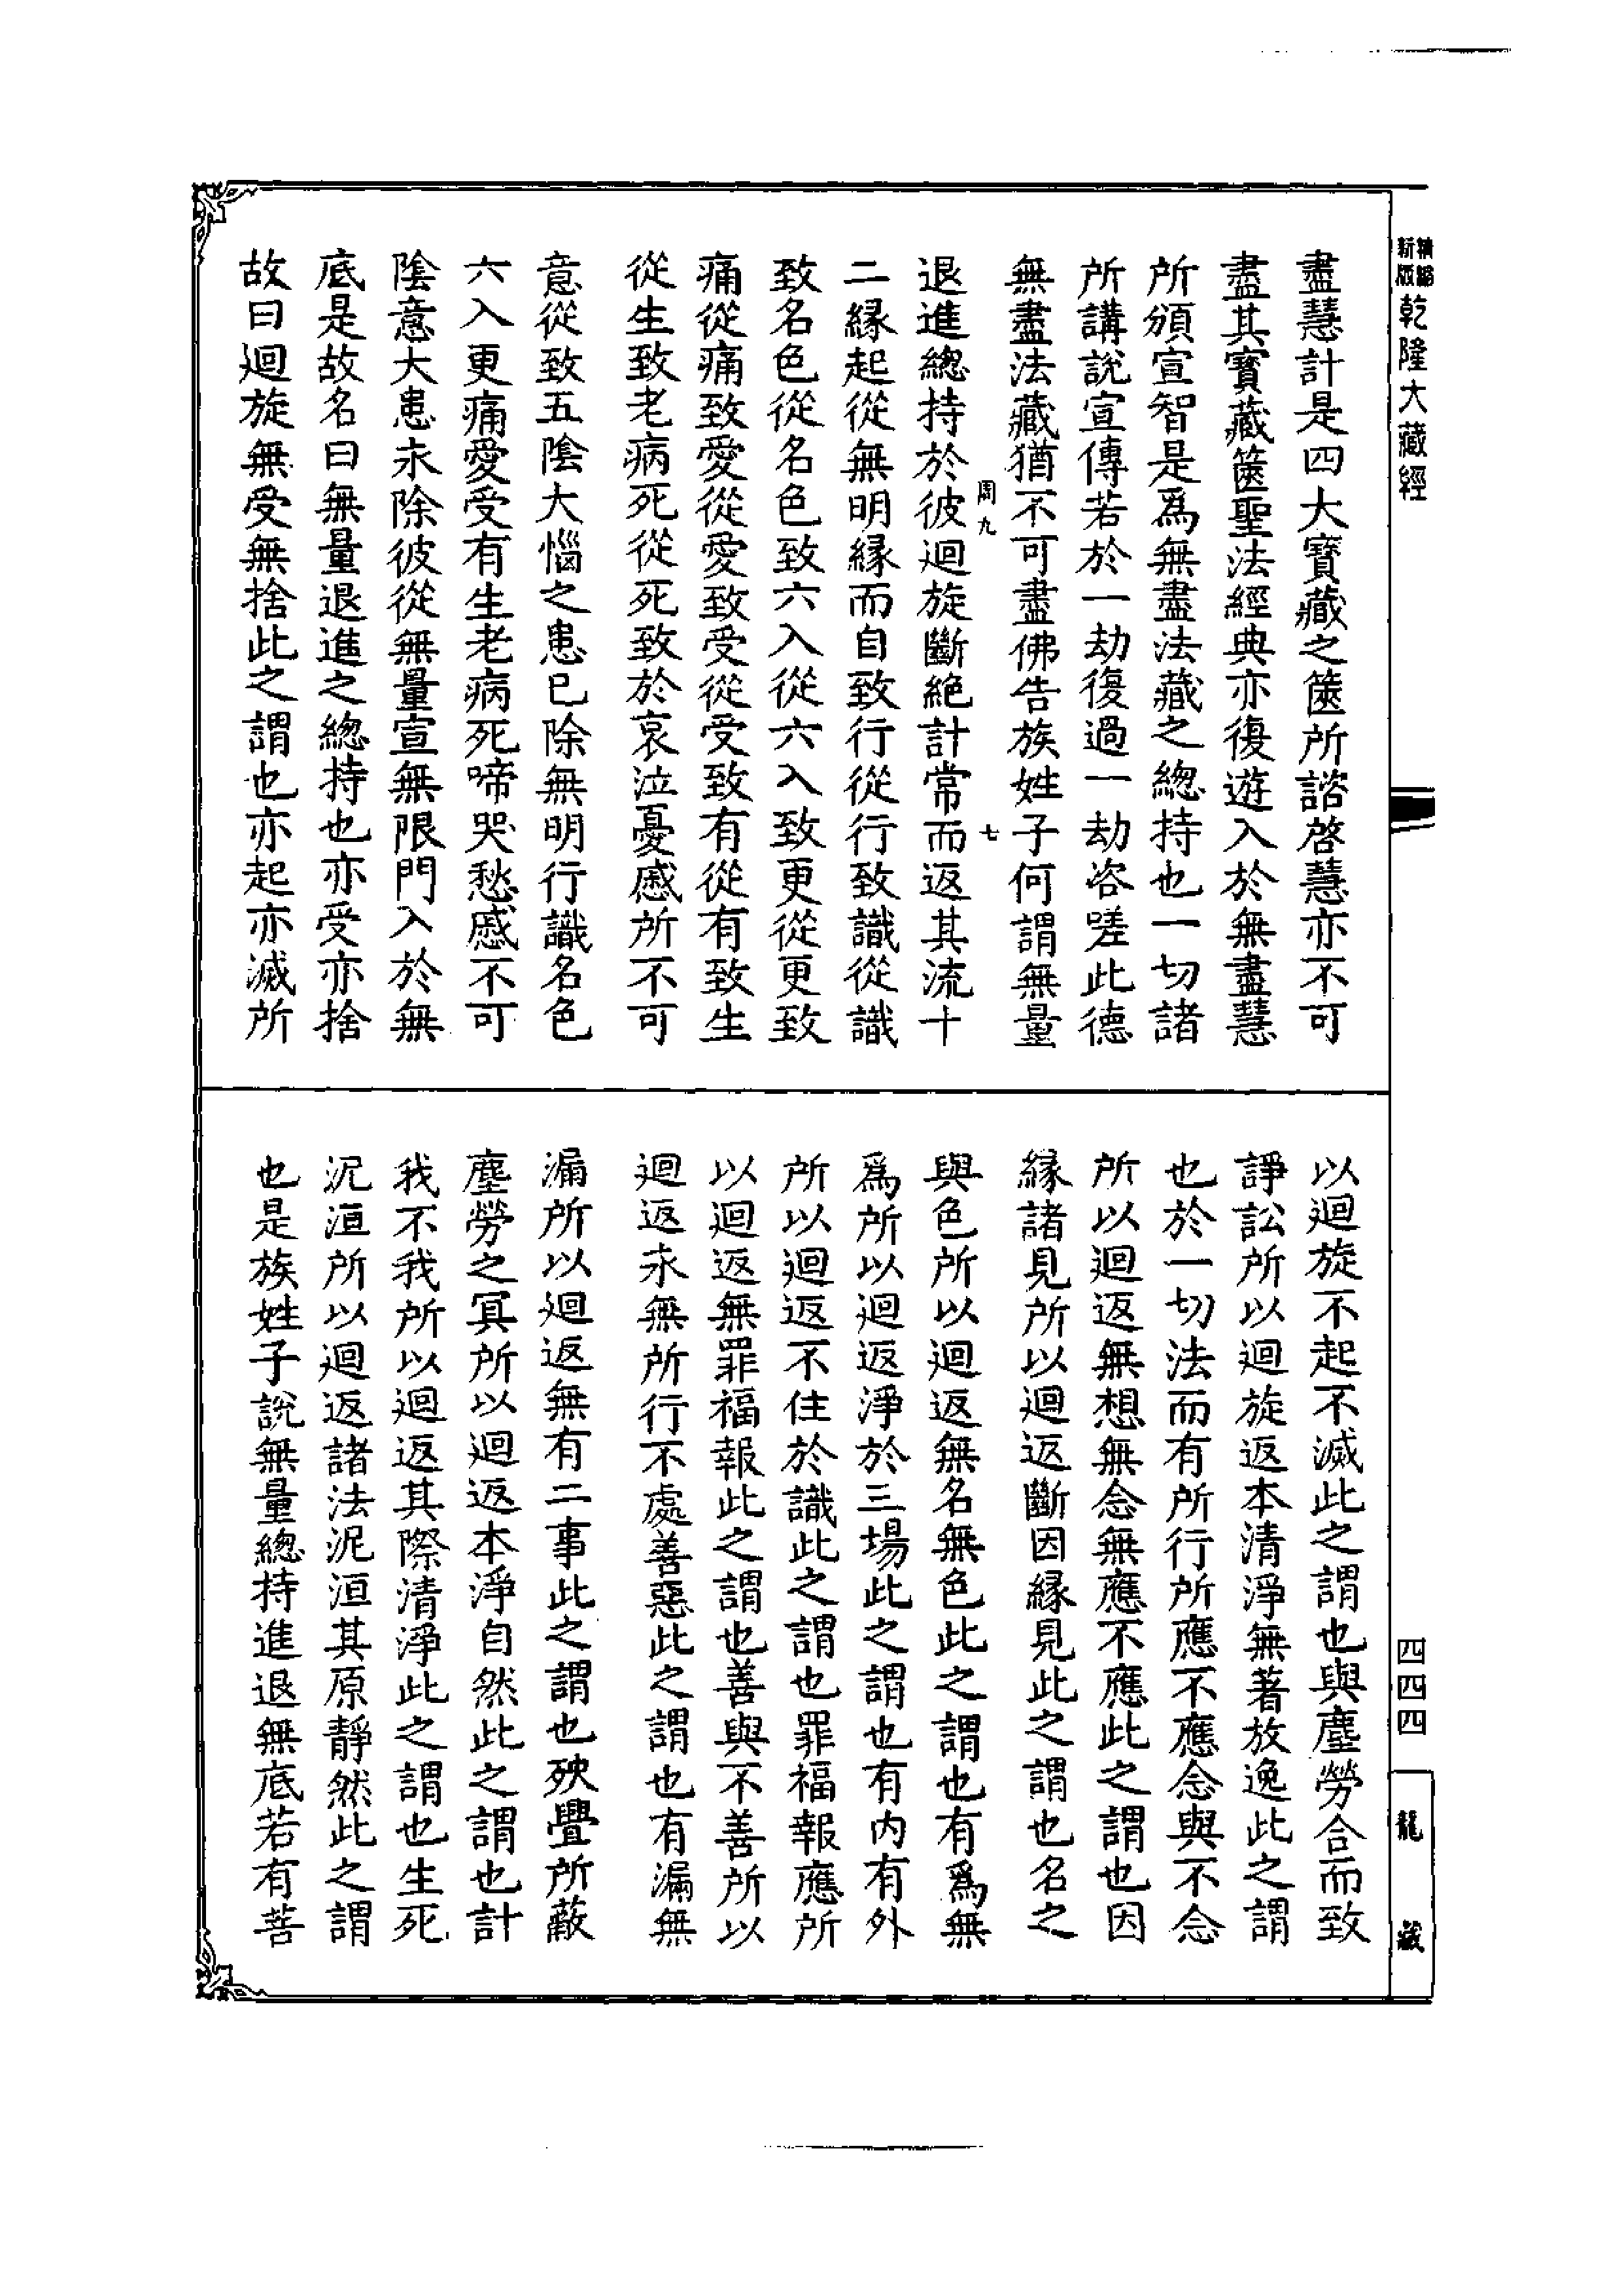 精縮新版乾隆大藏經
盡慧計是四大寶藏之篋所諮啓慧亦不可
盡其寳藏篋聖法經典亦復遊入於無盡慧
所頒宣智是爲無盡法藏之總持也一切諸
所講說宣傳若於一劫復過一劫咨嗟此德
無盡法藏猶不可盡佛告族姓子何謂無量
周九 七
退進總持於彼迴旋斷絶計常而返其流十
二緣起從無明緣而自致行從行致識從識
致名色從名色致六入從六入致更從更致
痛從痛致愛從愛致受從受致有從有致生
從生致老病死從死致於哀泣憂慼所不可
意從致五陰大惱之患已除無明行識名色
六入更痛愛受有生老病死啼哭愁慼不可
陰意大患永除彼從無量宣無限門入於無
底是故名曰無量退進之總持也亦受亦捨
故曰迴旋無受無捨此之謂也亦起亦滅所
以迴旋不起不滅此之謂也與塵勞合而致
諍訟所以迴旋返本清淨無著放逸此之謂
也於一切法而有所行所應不應念與不念
所以迴返無想無念無應不應此之謂也因
緣諸見所以迴返斷因緣見此之謂也名之
與色所以迴返無名無色此之謂也有爲無
爲所以迴返淨於三場此之謂也有内有外
所以迴返不住於識此之謂也罪福報應所
以迴返無罪福報此之謂也善與不善所以
迴返永無所行不處善惡此之謂也有漏無
漏所以迴返無有二事此之謂也殃舋所蔽
塵勞之冥所以迴返本淨自然此之謂也計
我不我所以迴返其際清淨此之謂也生死
泥洹所以迴返諸法泥洹其原靜然此之謂
也是族姓子說無量總持進退無底若有菩
四四四
龍藏